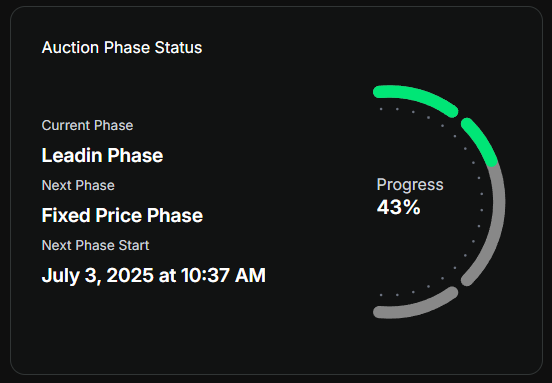 Auction Phase Status
Current Phase
Leadin Phase
Next Phase
Fixed Price Phase
Next Phase Start
July 3, 2025 at 10:37 AM
Progress
43%